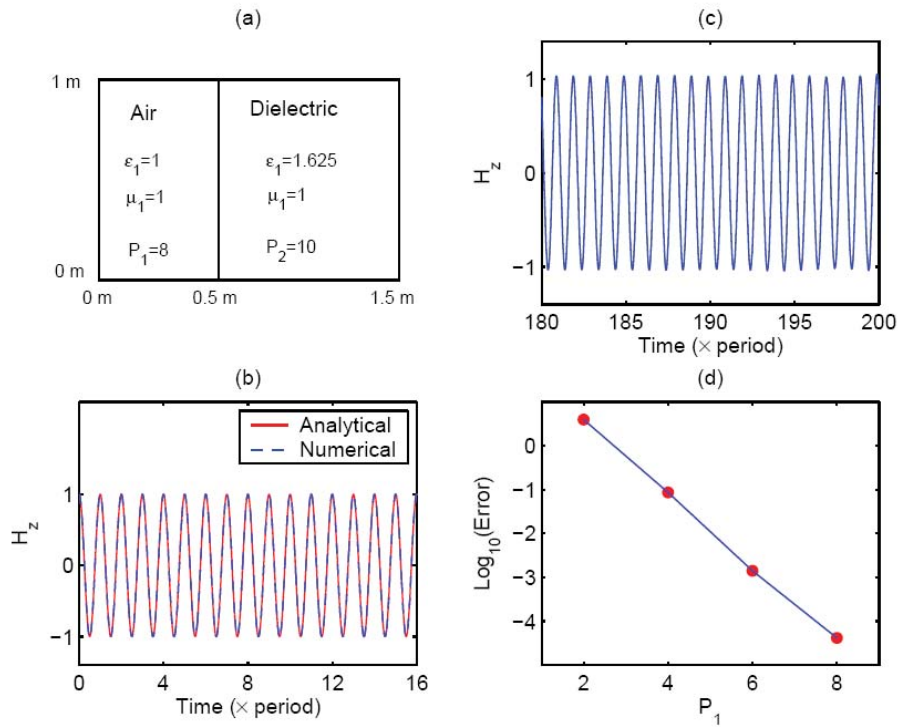 (a)
1 m
Air
Dielectric
ε₁=1
ε₁=1.625
μ₁=1
μ₁=1
P₁=8
P₂=10
0 m
0 m
0.5 m
1.5 m
(c)
1
0
−1
H_z
180
185
190
195
200
Time (× period)
(b)
Analytical
Numerical
1
0
−1
H_z
0
4
8
12
16
Time (× period)
(d)
0
−1
−2
−3
−4
Log₁₀(Error)
2
4
6
8
P₁